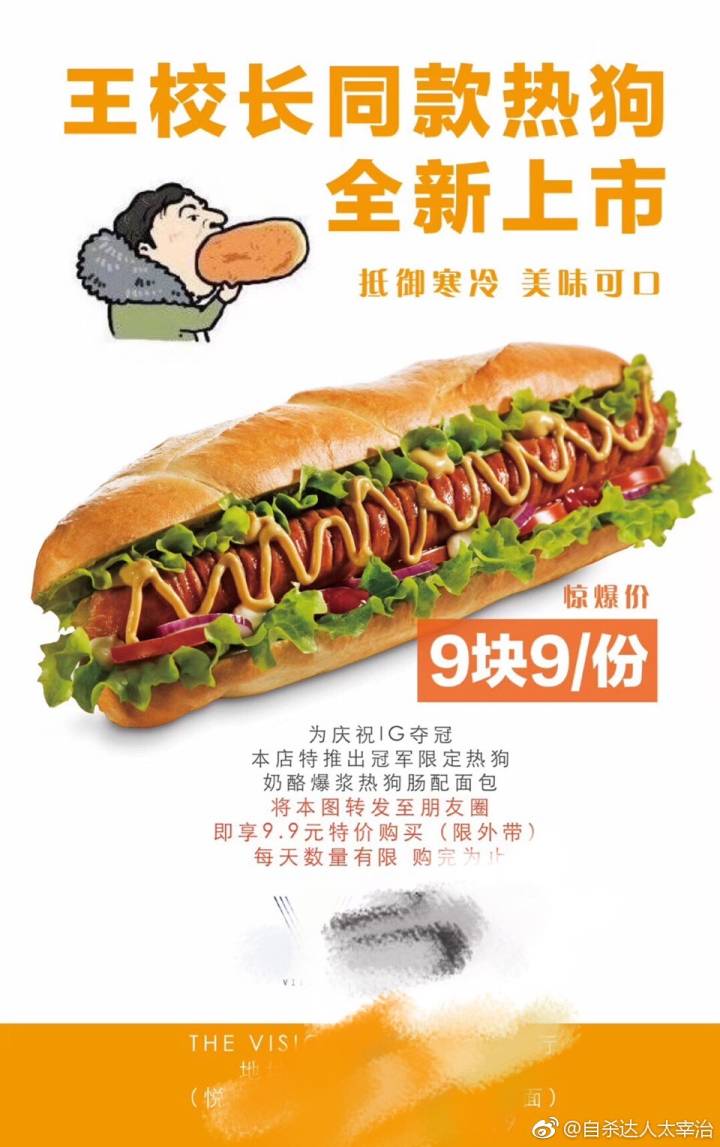 王校长同款热狗
全新上市
抵御寒冷 美味可口
惊爆价
9块9/份
为庆祝IG夺冠
本店特推出冠军限定热狗
奶酪爆浆热狗肠配面包
将本图转发至朋友圈
即享9.9元特价购买（限外带）
每天数量有限 购完为止
THE
（悦
面）
@自杀达人太宰治